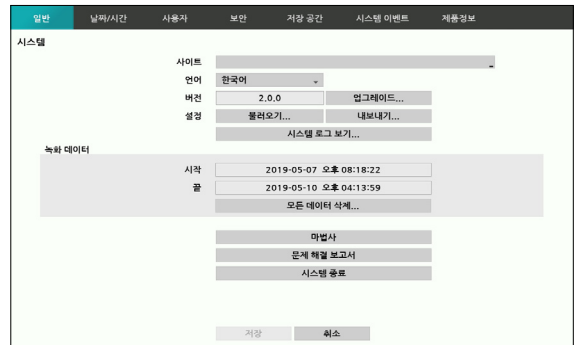 일반 날짜/시간 사용자 보안 저장 공간 시스템 이벤트 제품정보
시스템
사이트
언어 한국어
버전 2.0.0 업그레이드...
설정 불러오기... 내보내기...
시스템 로그 보기...
녹화 데이터
시작 2019-05-07 오후 08:18:22
끝 2019-05-10 오후 04:13:59
모든 데이터 삭제...
마법사
문제 해결 보고서
시스템 종료
저장 취소